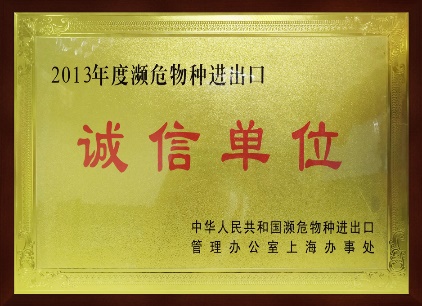 2013年度濒危物种进出口
诚信单位
中华人民共和国濒危物种进出口
管理办公室上海办事处